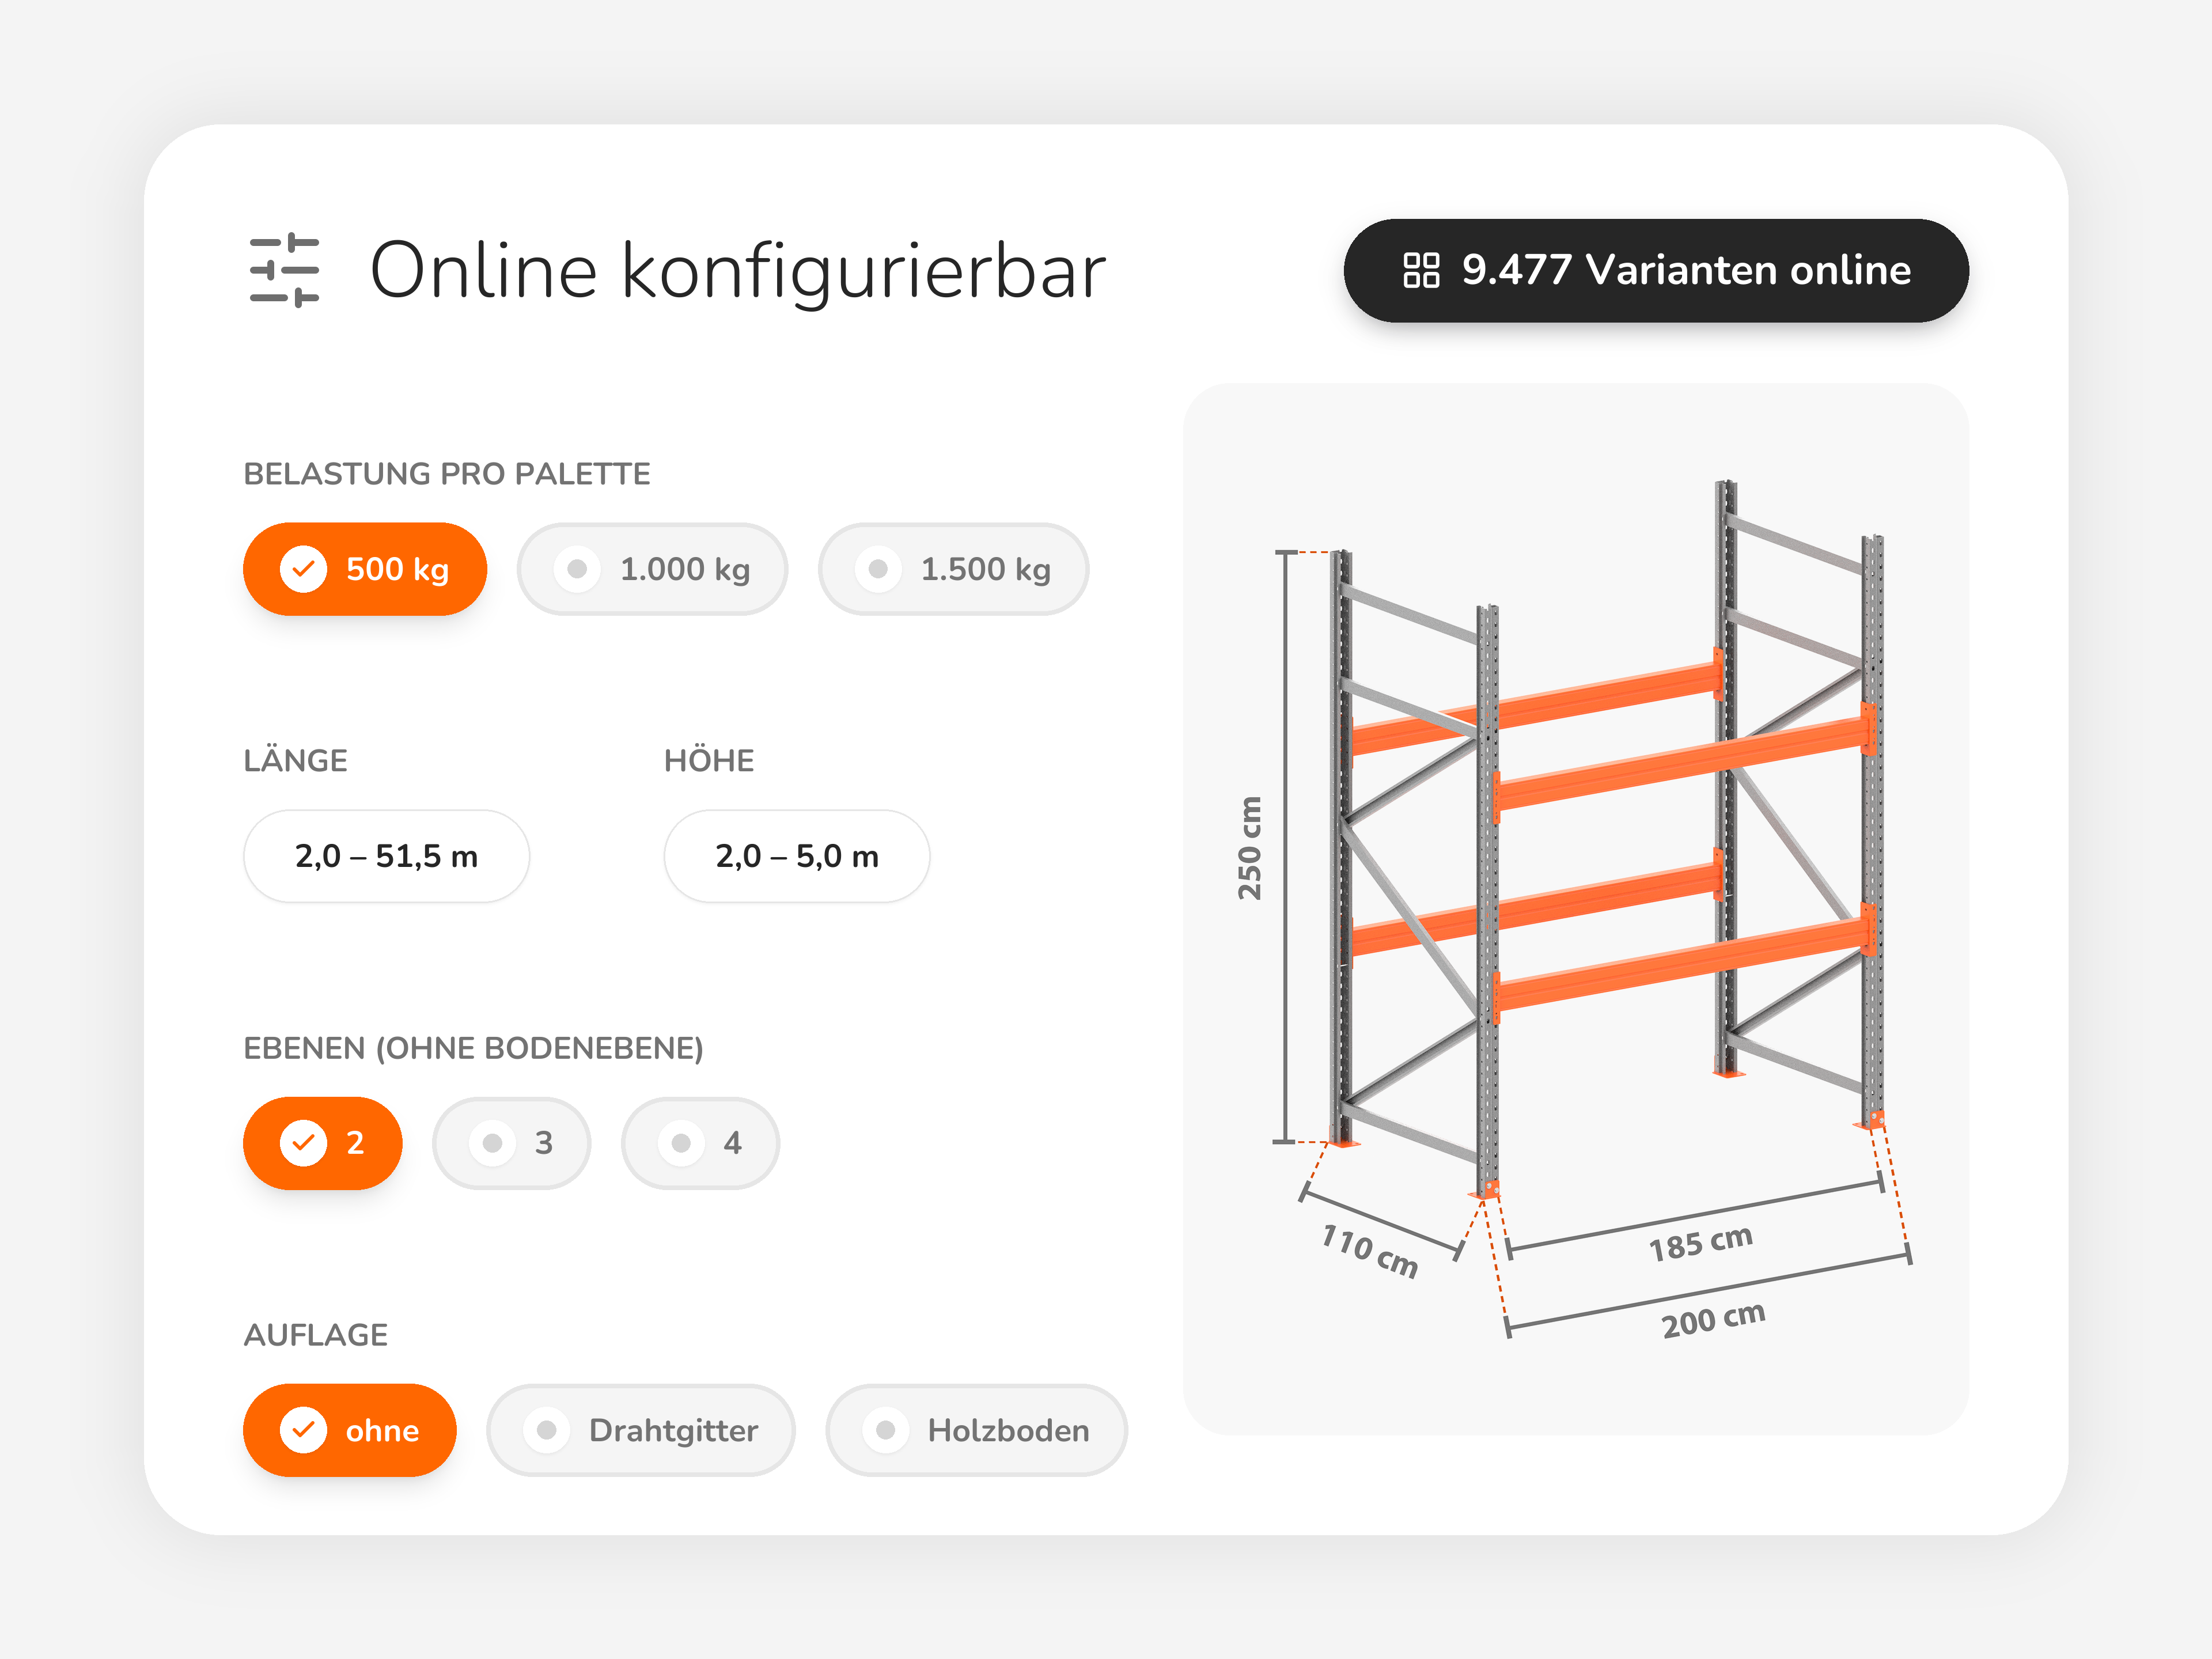 Online konfigurierbar
9.477 Varianten online
BELASTUNG PRO PALETTE
500 kg
1.000 kg
1.500 kg
LÄNGE
HÖHE
2,0 – 51,5 m
2,0 – 5,0 m
EBENEN (OHNE BODENEBENE)
2
3
4
AUFLAGE
ohne
Drahtgitter
Holzboden
250 cm
110 cm
185 cm
200 cm